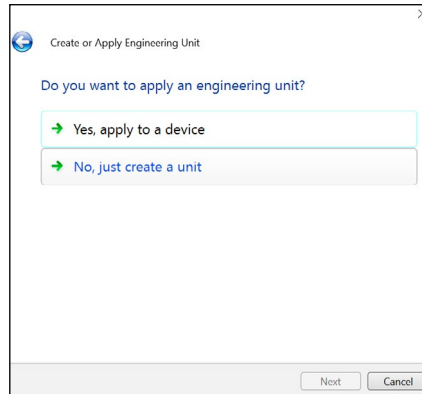 Create or Apply Engineering Unit
Do you want to apply an engineering unit?
Yes, apply to a device
No, just create a unit
Next
Cancel